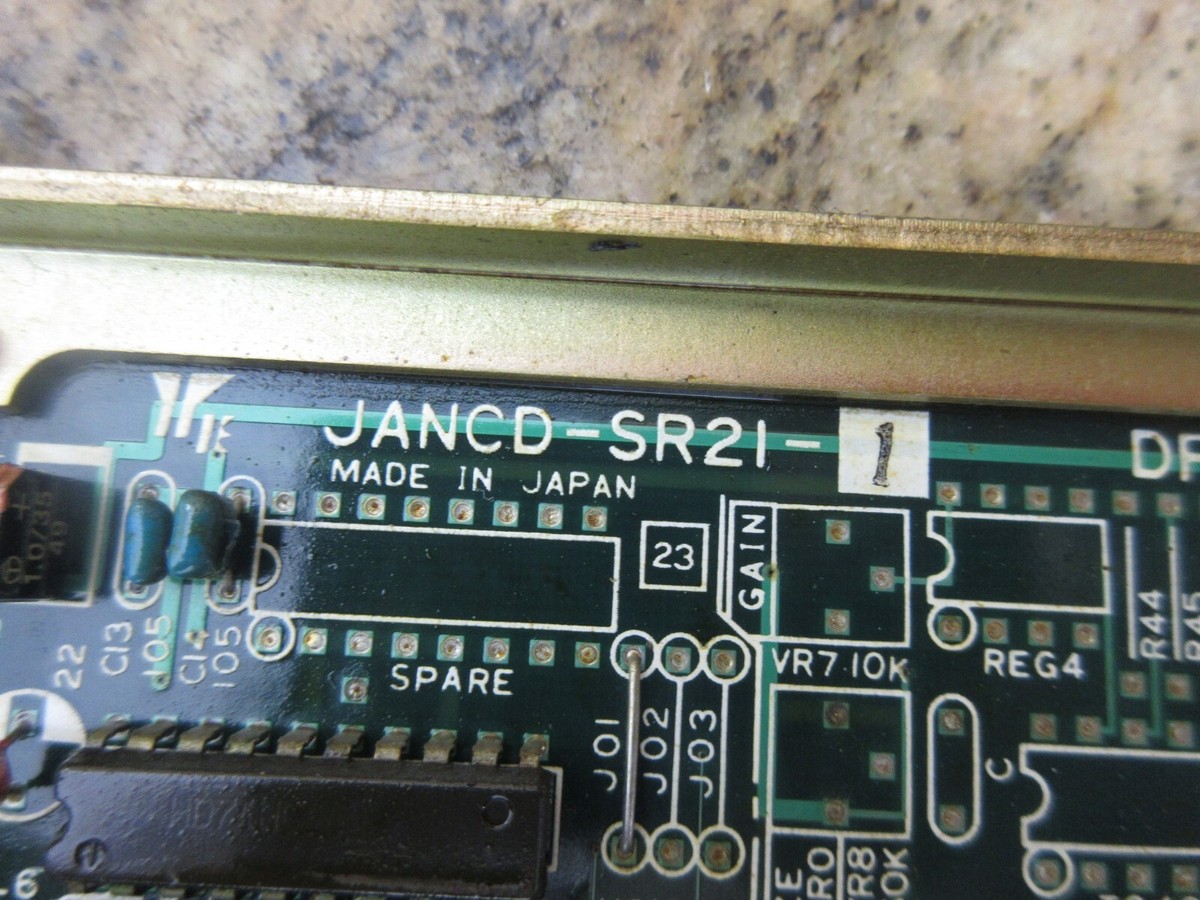 JANCD-SR21-1
MADE IN JAPAN
23
GAIN
C13
105
C14
105
22
SPARE
VR7 10K
REG4
R44
R45
J01
J02
J03
C